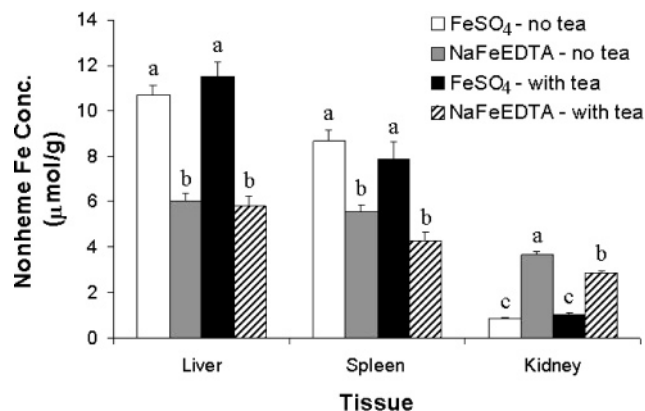 14
12
10
8
6
4
2
0
Nonheme Fe Conc.
(μmol/g)
FeSO4 - no tea
NaFeEDTA - no tea
FeSO4 - with tea
NaFeEDTA - with tea
a
b
a
b
a
b
a
b
c
a
c
b
Liver
Spleen
Kidney
Tissue